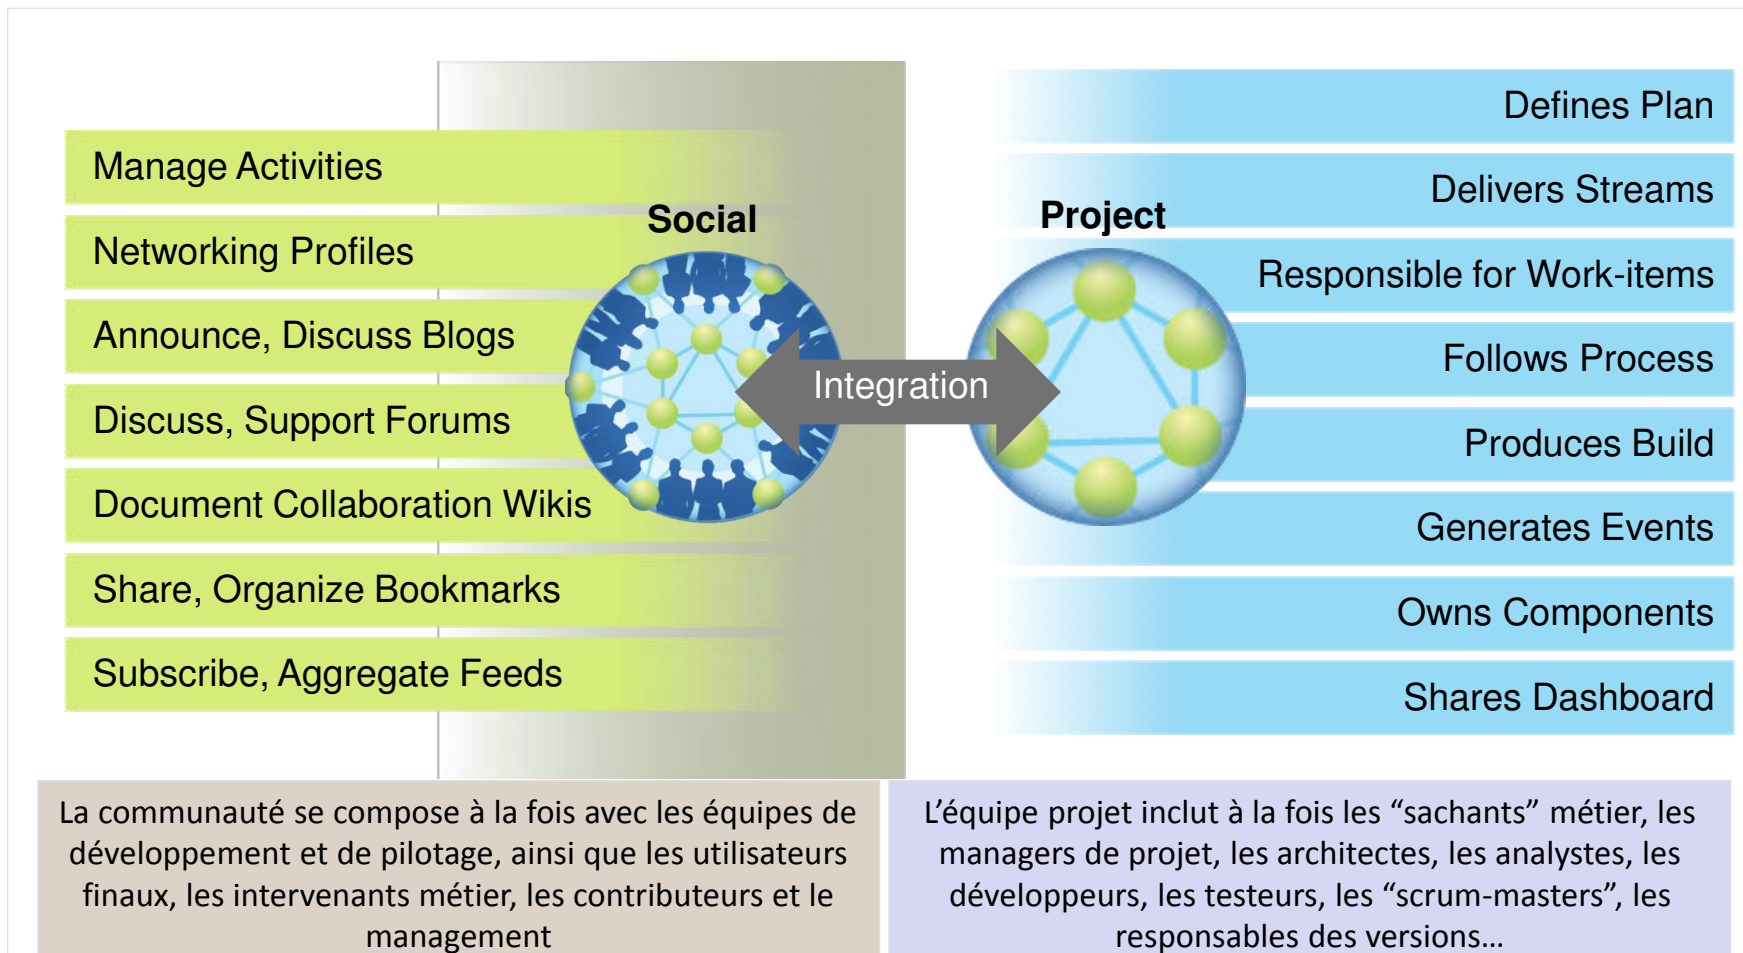 Social
Manage Activities
Networking Profiles
Announce, Discuss Blogs
Discuss, Support Forums
Document Collaboration Wikis
Share, Organize Bookmarks
Subscribe, Aggregate Feeds
Integration
Project
Defines Plan
Delivers Streams
Responsible for Work-items
Follows Process
Produces Build
Generates Events
Owns Components
Shares Dashboard
La communauté se compose à la fois avec les équipes de
développement et de pilotage, ainsi que les utilisateurs
finaux, les intervenants métier, les contributeurs et le
management
L’équipe projet inclut à la fois les “sachants” métier, les
managers de projet, les architectes, les analystes, les
développeurs, les testeurs, les “scrum-masters”, les
responsables des versions…